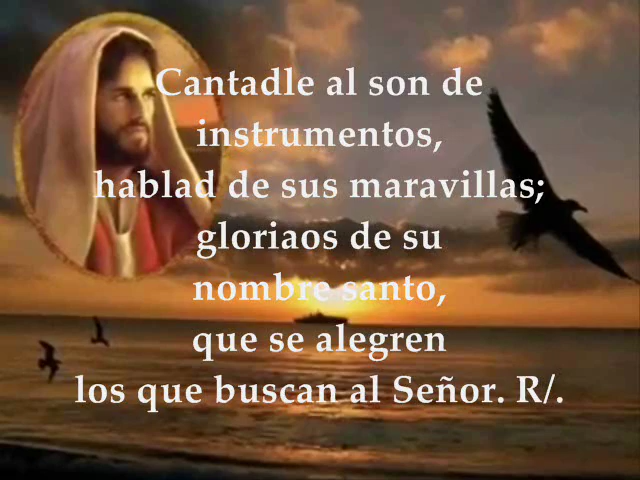 Cantadle al son de
instrumentos,
hablad de sus maravillas;
gloriaos de su
nombre santo,
que se alegren
los que buscan al Señor. R/.